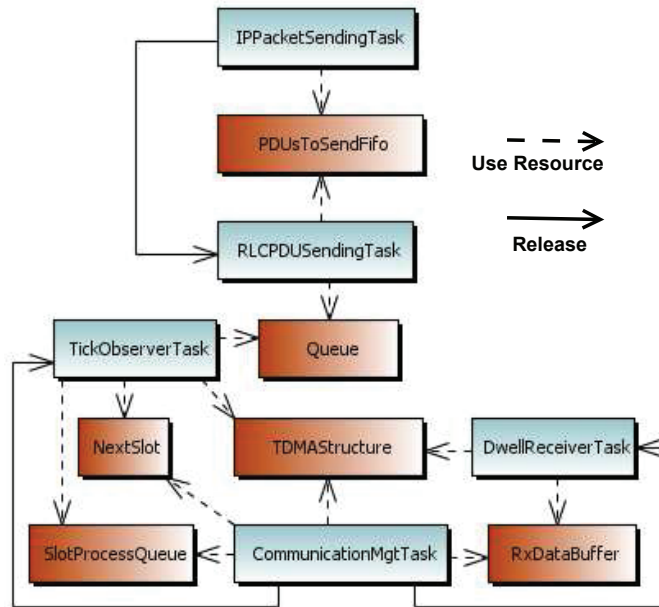 IPPacketSendingTask
PDUsToSendFifo
Use Resource
Release
RLCPDUSendingTask
TickObserverTask
Queue
NextSlot
TDMAStructure
DwellReceiverTask
SlotProcessQueue
CommunicationMgtTask
RxDataBuffer